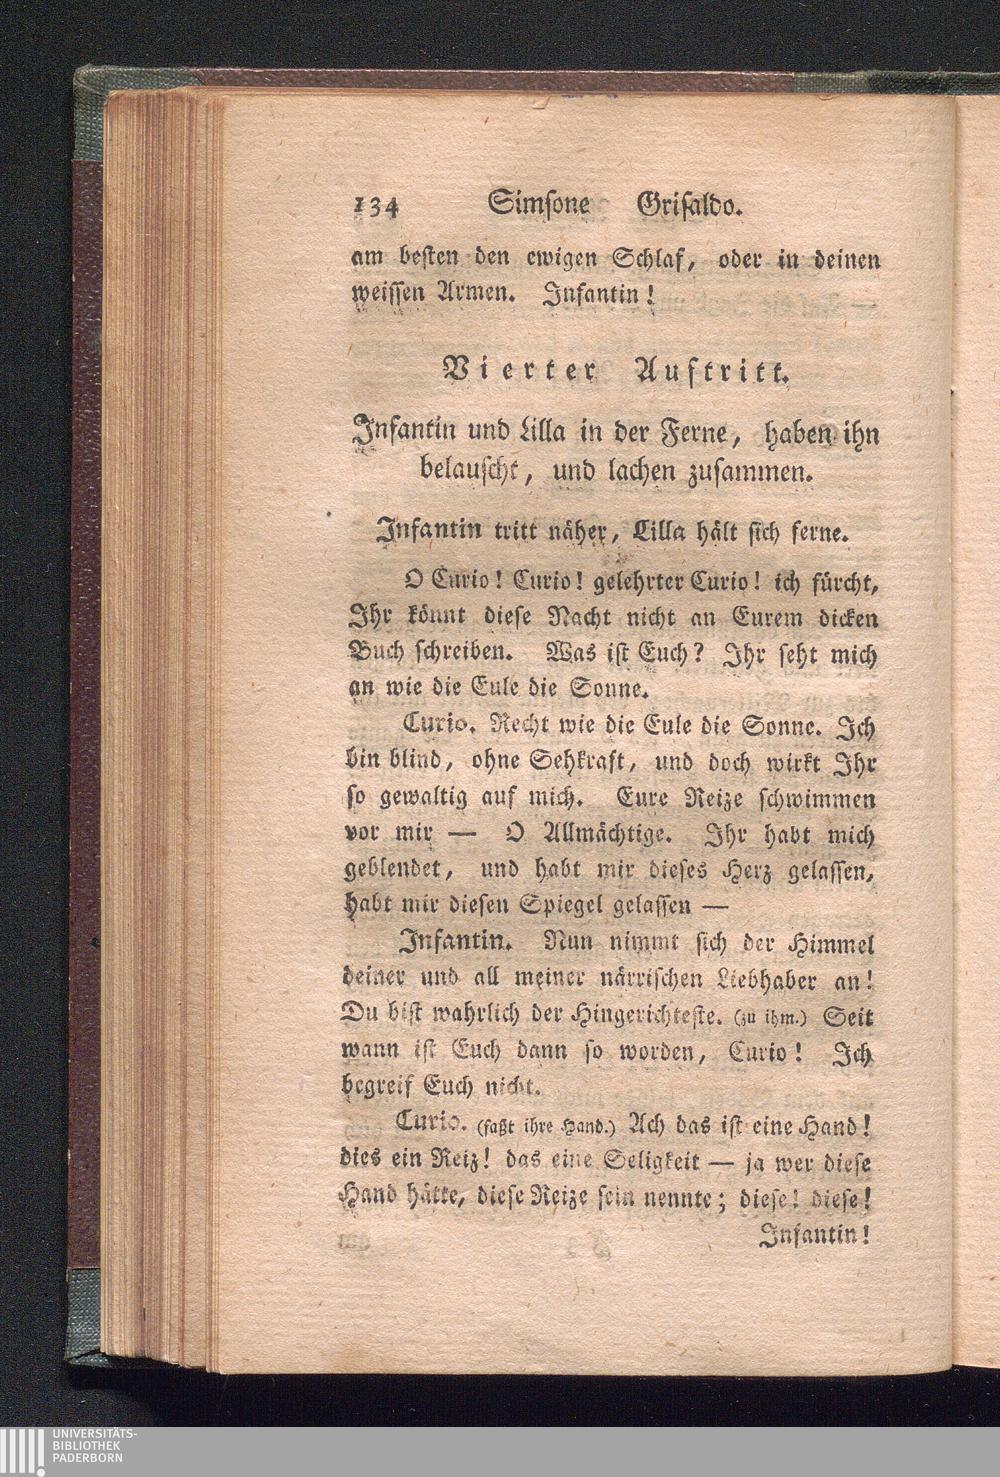 134 Simsone Grisaldo.
am besten den ewigen Schlaf, oder in deinen
weissen Armen. Infantin!
Vierter Auftritt.
Infantin und Lilla in der Ferne, haben ihn
belauscht, und lachen zusammen.
Infantin tritt näher, Lilla hält sich ferne.
O Curio! Curio! gelehrter Curio! ich fürcht,
Ihr könnt diese Nacht nicht an Eurem dicken
Buch schreiben. Was ist Euch? Ihr seht mich
an wie die Eule die Sonne.
Curio. Recht wie die Eule die Sonne. Ich
bin blind, ohne Sehkraft, und doch wirkt Ihr
so gewaltig auf mich. Eure Reize schwimmen
vor mir — O Allmächtige. Ihr habt mich
geblendet, und habt mir dieses Herz gelassen,
habt mir diesen Spiegel gelassen —
Infantin. Nun nimmt sich der Himmel
deiner und all meiner närrischen Liebhaber an!
Du bist wahrlich der Hingerichteste. (zu ihm.) Seit
wann ist Euch dann so worden, Curio! Ich
begreif Euch nicht.
Curio. (faßt ihre Hand.) Ach das ist eine Hand!
dies ein Reiz! das eine Seligkeit — ja wer diese
Hand hätte, diese Reize sein nennte; diese! diese!
Infantin!
UNIVERSITÄTS-
BIBLIOTHEK
PADERBORN